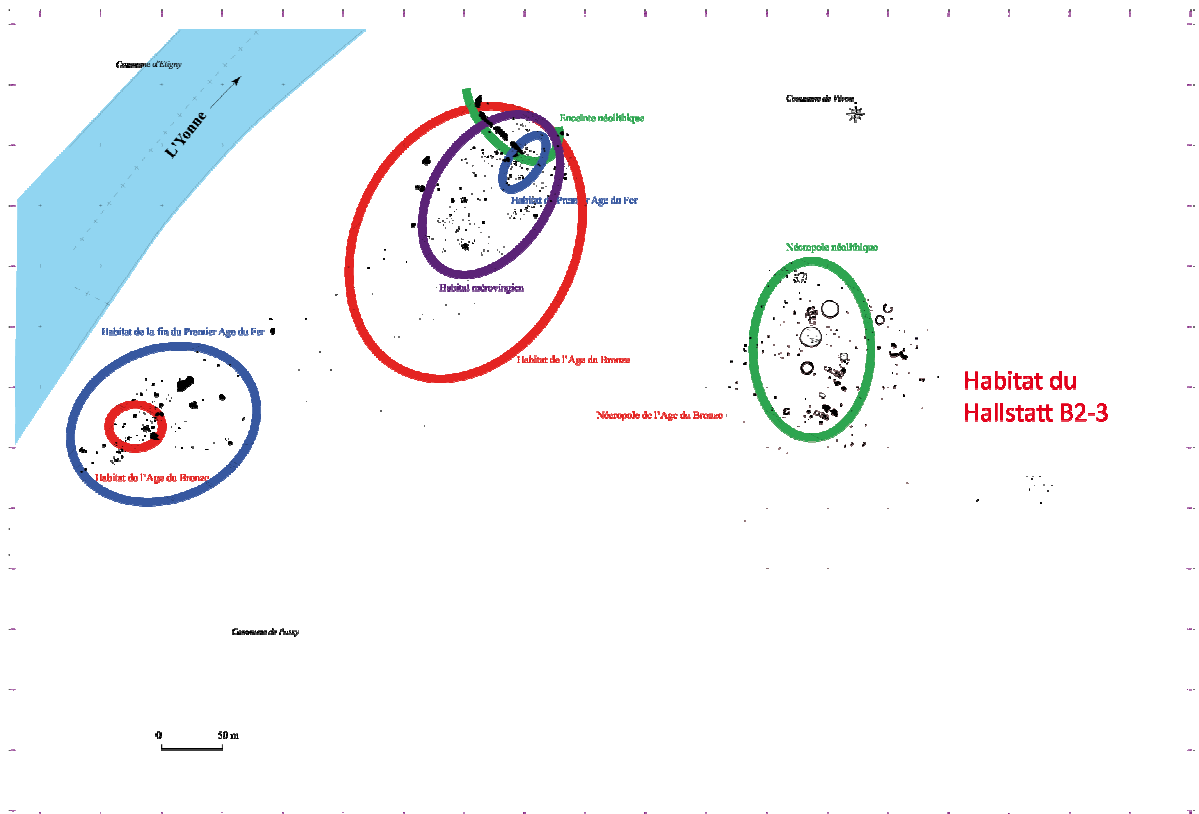 Commune d'Etigny
L'Yonne
Commune de Véron
Enceinte néolithique
Habitat du Premier Age du Fer
Nécropole néolithique
Habitat mérovingien
Habitat de la fin du Premier Age du Fer
Habitat de l'Age du Bronze
Habitat du
Hallstatt B2-3
Nécropole de l'Age du Bronze
Habitat de l'Age du Bronze
Commune de Passy
0 50 m